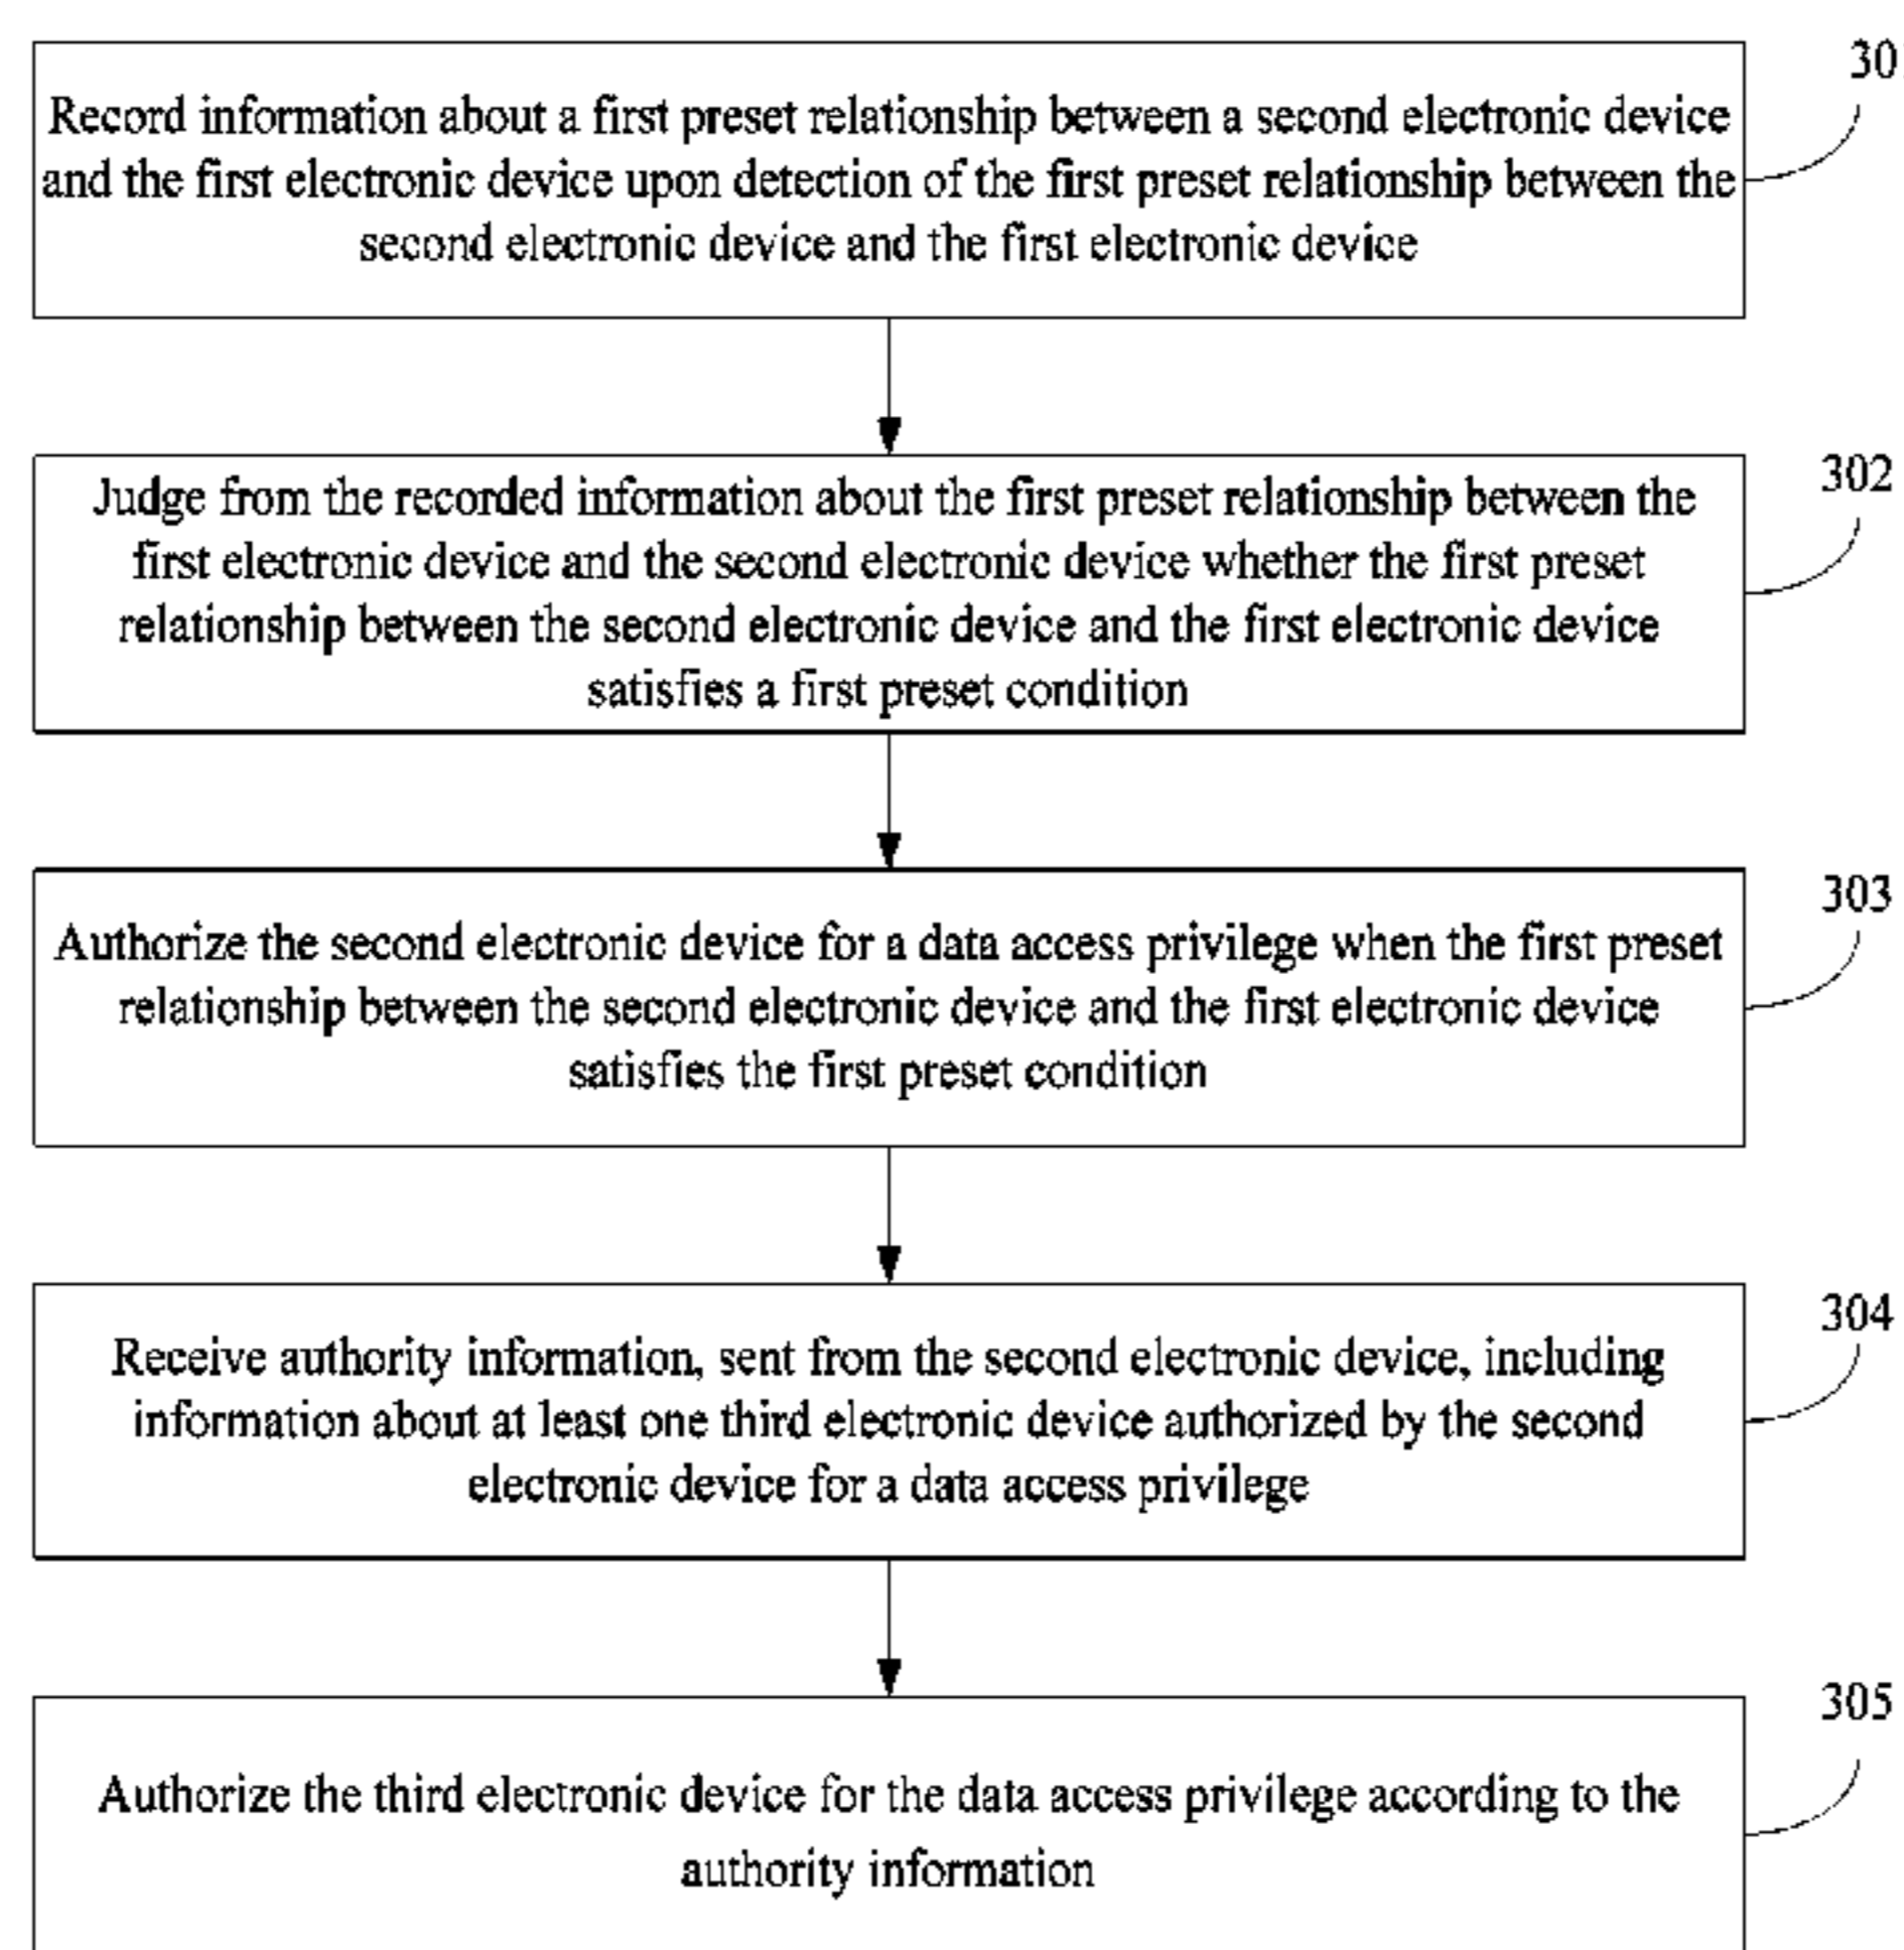 30
Record information about a first preset relationship between a second electronic device
and the first electronic device upon detection of the first preset relationship between the
second electronic device and the first electronic device
302
Judge from the recorded information about the first preset relationship between the
first electronic device and the second electronic device whether the first preset
relationship between the second electronic device and the first electronic device
satisfies a first preset condition
303
Authorize the second electronic device for a data access privilege when the first preset
relationship between the second electronic device and the first electronic device
satisfies the first preset condition
304
Receive authority information, sent from the second electronic device, including
information about at least one third electronic device authorized by the second
electronic device for a data access privilege
305
Authorize the third electronic device for the data access privilege according to the
authority information